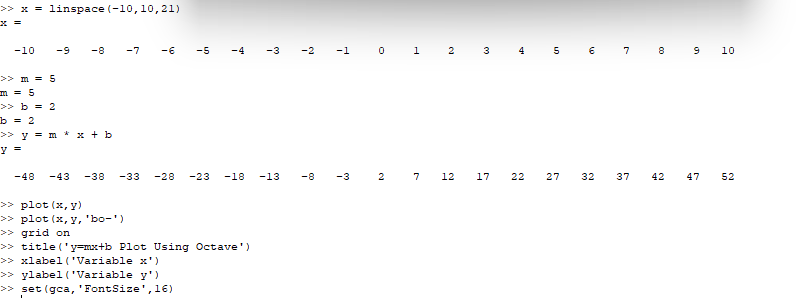 >> x = linspace(-10,10,21)
x =
-10 -9 -8 -7 -6 -5 -4 -3 -2 -1 0 1 2 3 4 5 6 7 8 9 10
>> m = 5
m = 5
>> b = 2
b = 2
>> y = m * x + b
y =
-48 -43 -38 -33 -28 -23 -18 -13 -8 -3 2 7 12 17 22 27 32 37 42 47 52
>> plot(x,y)
>> plot(x,y,'bo-')
>> grid on
>> title('y=mx+b Plot Using Octave')
>> xlabel('Variable x')
>> ylabel('Variable y')
>> set(gca,'FontSize',16)